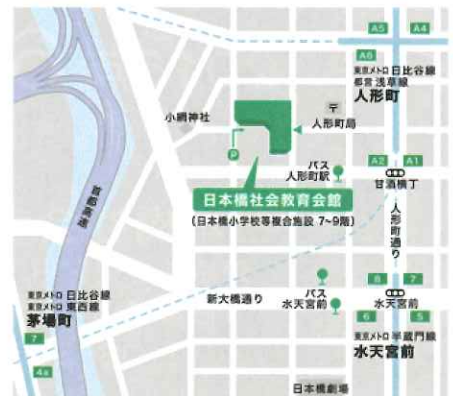 A5
A4
A6
東京メトロ 日比谷線
都営 浅草線
人形町
〒
人形町局
小網神社
P
バス
人形町駅
A2
A1
甘酒横丁
日本橋社会教育会館
(日本橋小学校等複合施設 7~9階)
首都高速
人形町通り
新大橋通り
バス
水天宮前
8
7
水天宮前
6
5
東京メトロ 半蔵門線
水天宮前
東京メトロ 日比谷線
東京メトロ 東西線
茅場町
7
4a
日本橋劇場